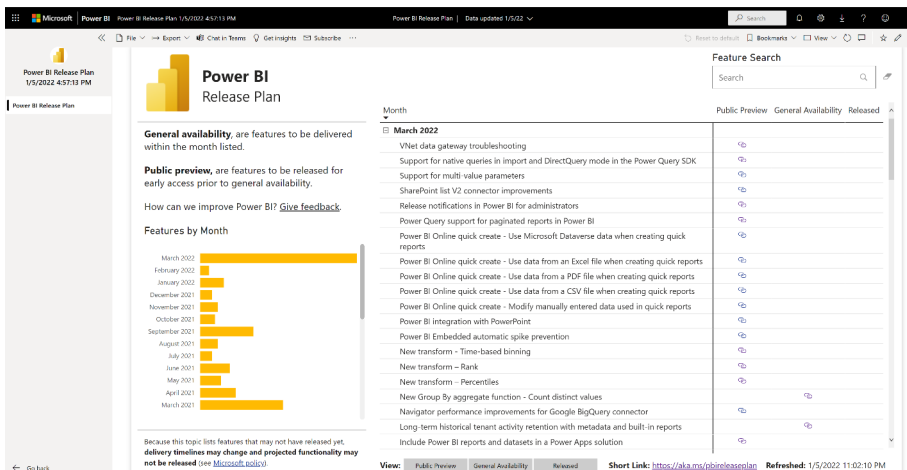 Microsoft Power BI Power BI Release Plan 1/5/2022 4:57:13 PM Power BI Release Plan | Data updated 1/5/22 Search
File Export Chat in Teams Get insights Subscribe ··· Reset to default Bookmarks View
Power BI Release Plan
1/5/2022 4:57:13 PM
Power BI Release Plan
Go back
Power BI
Release Plan
General availability, are features to be delivered
within the month listed.
Public preview, are features to be released for
early access prior to general availability.
How can we improve Power BI? Give feedback.
Features by Month
March 2022
February 2022
January 2022
December 2021
November 2021
October 2021
September 2021
August 2021
July 2021
June 2021
May 2021
April 2021
March 2021
Because this topic lists features that may not have released yet,
delivery timelines may change and projected functionality may
not be released (see Microsoft policy).
Feature Search
Search
Month Public Preview General Availability Released
March 2022
VNet data gateway troubleshooting
Support for native queries in import and DirectQuery mode in the Power Query SDK
Support for multi-value parameters
SharePoint list V2 connector improvements
Release notifications in Power BI for administrators
Power Query support for paginated reports in Power BI
Power BI Online quick create - Use Microsoft Dataverse data when creating quick
reports
Power BI Online quick create - Use data from an Excel file when creating quick reports
Power BI Online quick create - Use data from a PDF file when creating quick reports
Power BI Online quick create - Use data from a CSV file when creating quick reports
Power BI Online quick create - Modify manually entered data used in quick reports
Power BI integration with PowerPoint
Power BI Embedded automatic spike prevention
New transform - Time-based binning
New transform – Rank
New transform – Percentiles
New Group By aggregate function - Count distinct values
Navigator performance improvements for Google BigQuery connector
Long-term historical tenant activity retention with metadata and built-in reports
Include Power BI reports and datasets in a Power Apps solution
View: Public Preview General Availability Released Short Link: https://aka.ms/pbireleaseplan Refreshed: 1/5/2022 11:02:10 PM